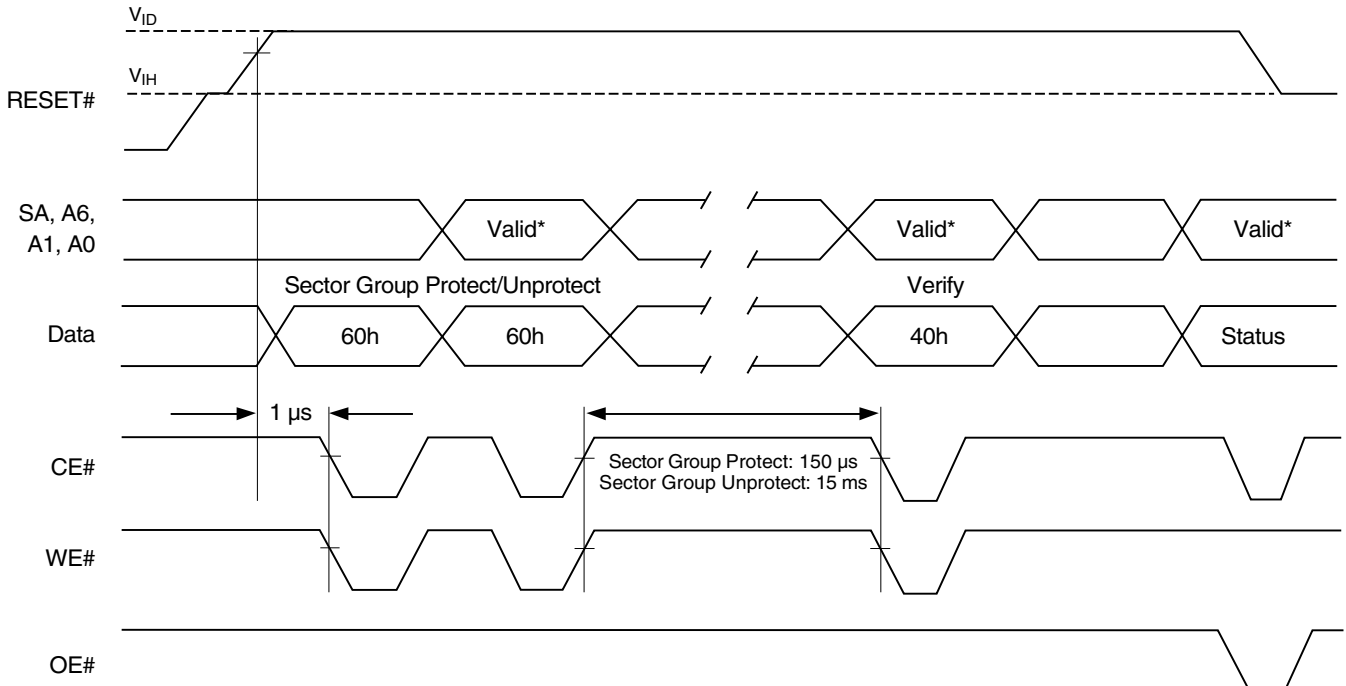 VID
VIH
RESET#
SA, A6,
A1, A0
Valid*
Valid*
Valid*
Sector Group Protect/Unprotect
Verify
Data
60h
60h
40h
Status
1 µs
CE#
Sector Group Protect: 150 µs
Sector Group Unprotect: 15 ms
WE#
OE#